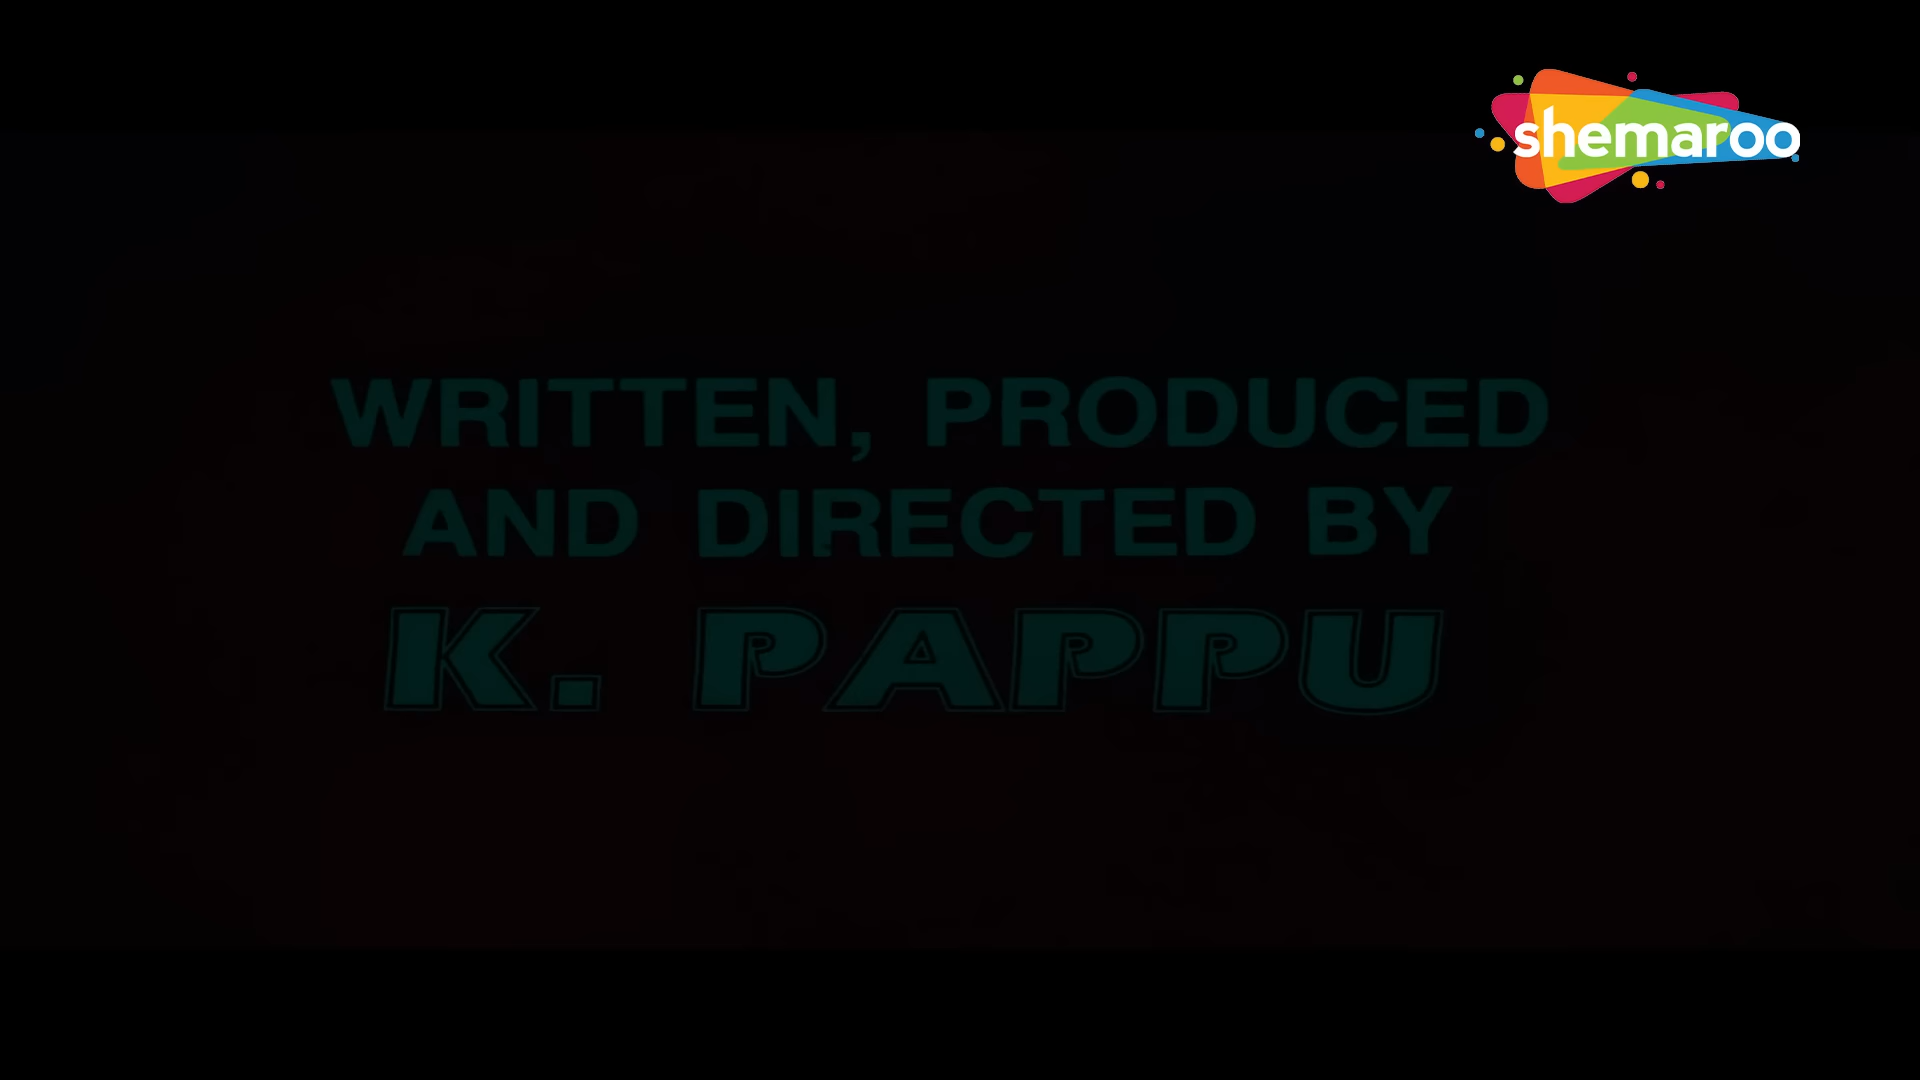 shemaroo
WRITTEN, PRODUCED
AND DIRECTED BY
K. PAPPU